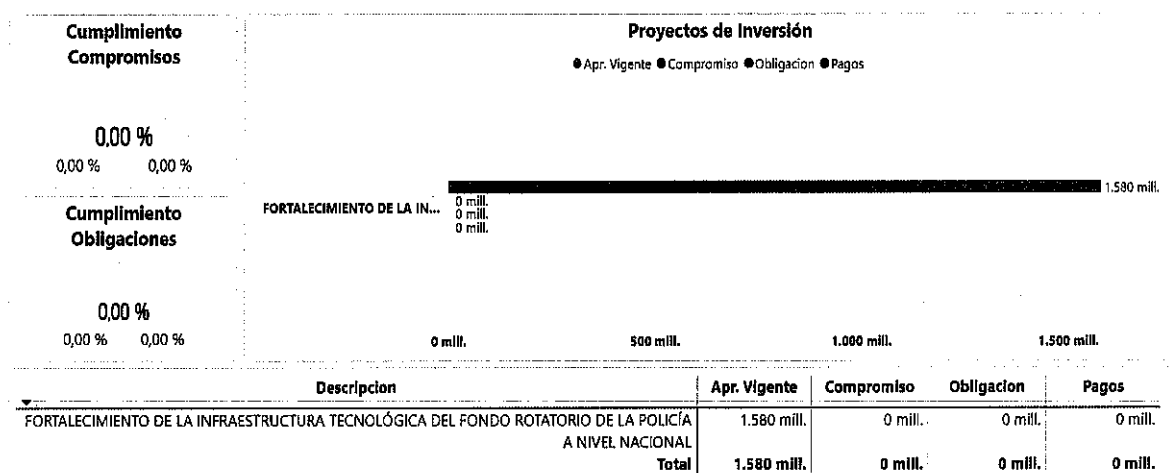 Cumplimiento
Compromisos
0,00 %
0,00 % 0,00 %
Cumplimiento
Obligaciones
0,00 %
0,00 % 0,00 %
Proyectos de Inversión
Apr. Vigente Compromiso Obligacion Pagos
1.580 mill.
FORTALECIMIENTO DE LA IN...
0 mill.
0 mill.
0 mill.
0 mill. 500 mill. 1.000 mill. 1.500 mill.
Descripcion Apr. Vigente Compromiso Obligacion Pagos
FORTALECIMIENTO DE LA INFRAESTRUCTURA TECNOLÓGICA DEL FONDO ROTATORIO DE LA POLICÍA 1.580 mill. 0 mill. 0 mill. 0 mill.
A NIVEL NACIONAL
Total 1.580 mill. 0 mill. 0 mill. 0 mill.